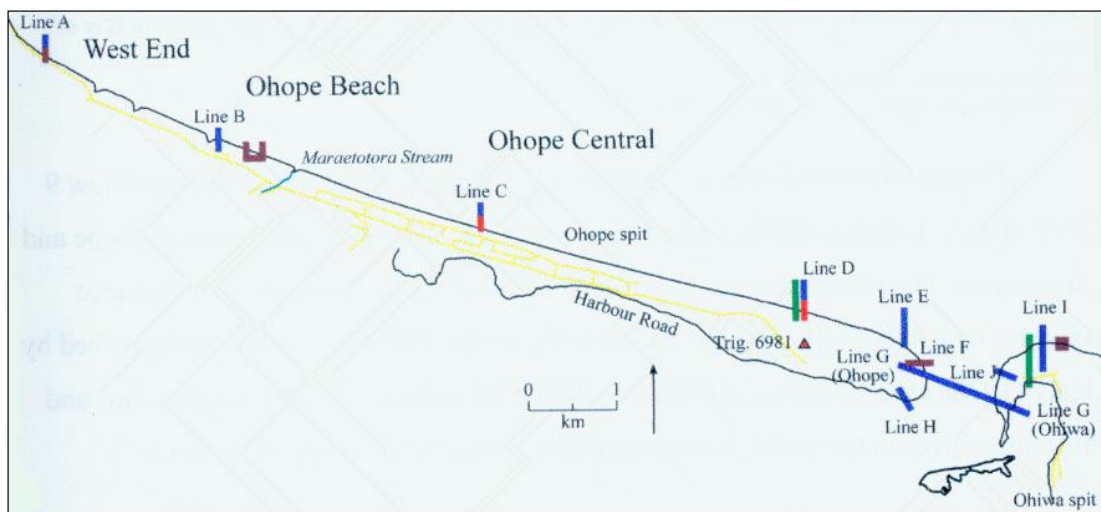 Line A
West End
Ohope Beach
Line B
Maraetotora Stream
Ohope Central
Line C
Ohope spit
Harbour Road
Line D
Trig. 6981
Line E
Line F
Line G
(Ohope)
Line H
Line I
Line J
Line G
(Ohiwa)
Ohiwa spit
0 1
km